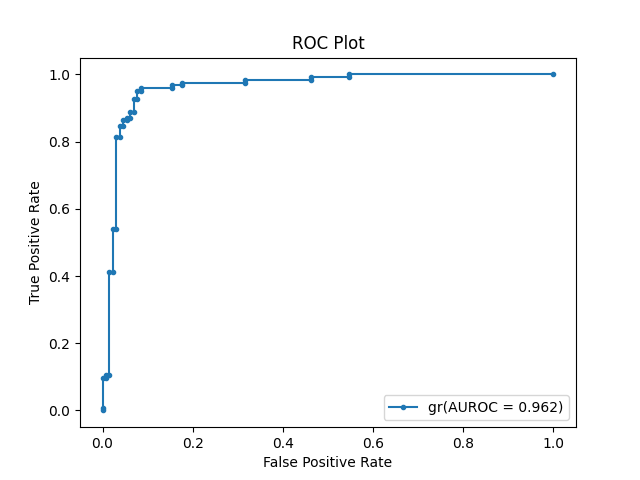 ROC Plot
1.0
0.8
0.6
0.4
0.2
0.0
True Positive Rate
gr(AUROC = 0.962)
0.0 0.2 0.4 0.6 0.8 1.0
False Positive Rate